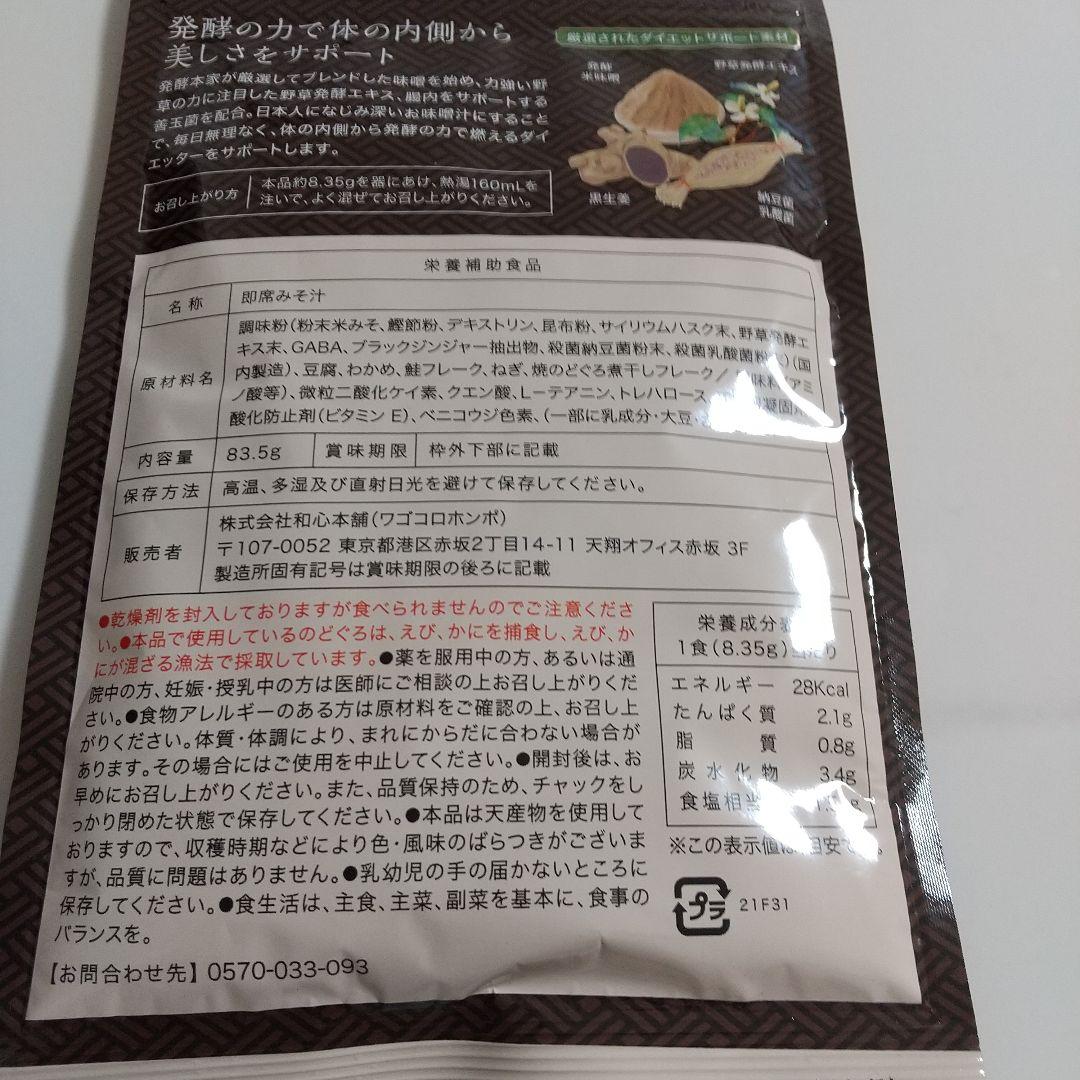 発酵の力で体の内側から
美しさをサポート
発酵本家が厳選してブレンドした味噌を始め、力強い野
草の力に注目した野草発酵エキス、腸内をサポートする
善玉菌を配合。日本人になじみ深いお味噌汁にすること
で、毎日無理なく、体の内側から発酵の力で燃えるダイ
エッターをサポートします。
お召し上がり方
本品約8.35gを器にあけ、熱湯160mLを
注いで、よく混ぜてお召し上がりください。
厳選されたダイエットサポート素材
発酵
米味噌
野草発酵エキス
黒生姜
納豆菌
乳酸菌
栄養補助食品
名称 即席みそ汁
原材料名
調味粉(粉末米みそ、鰹節粉、デキストリン、昆布粉、サイリウムハスク末、野草発酵エ
キス末、GABA、ブラックジンジャー抽出物、殺菌納豆菌粉末、殺菌乳酸菌粉 )(国
内製造)、豆腐、わかめ、鮭フレーク、ねぎ、焼のどぐろ煮干しフレーク/ 味料(アミ
ノ酸等)、微粒二酸化ケイ素、クエン酸、L-テアニン、トレハロース、 凝固
酸化防止剤(ビタミンE)、ベニコウジ色素、(一部に乳成分・大豆
内容量 83.5g 賞味期限 枠外下部に記載
保存方法 高温、多湿及び直射日光を避けて保存してください。
販売者
株式会社和心本舗(ワゴコロホンポ)
〒107-0052 東京都港区赤坂2丁目14-11 天翔オフィス赤坂 3F
製造所固有記号は賞味期限の後ろに記載
●乾燥剤を封入しておりますが食べられませんのでご注意くださ
い。●本品で使用しているのどぐろは、えび、かにを捕食し、えび、か
にが混ざる漁法で採取しています。●薬を服用中の方、あるいは通
院中の方、妊娠・授乳中の方は医師にご相談の上お召し上がりくだ
さい。●食物アレルギーのある方は原材料をご確認の上、お召し上
がりください。体質・体調により、まれにからだに合わない場合が
あります。その場合にはご使用を中止してください。●開封後は、お
早めにお召し上がりください。また、品質保持のため、チャックをし
っかり閉めた状態で保存してください。●本品は天産物を使用して
おりますので、収穫時期などにより色・風味のばらつきがございま
すが、品質に問題はありません。●乳幼児の手の届かないところに
保存してください。●食生活は、主食、主菜、副菜を基本に、食事の
バランスを。
【お問合わせ先】0570-033-093
栄養成分
1食(8.35g) たり
エネルギー 28Kcal
たんぱく質 2.1g
脂質 0.8g
炭水化物 3.4g
食塩相当 g
※この表示値は 目安で
プラ
21F31